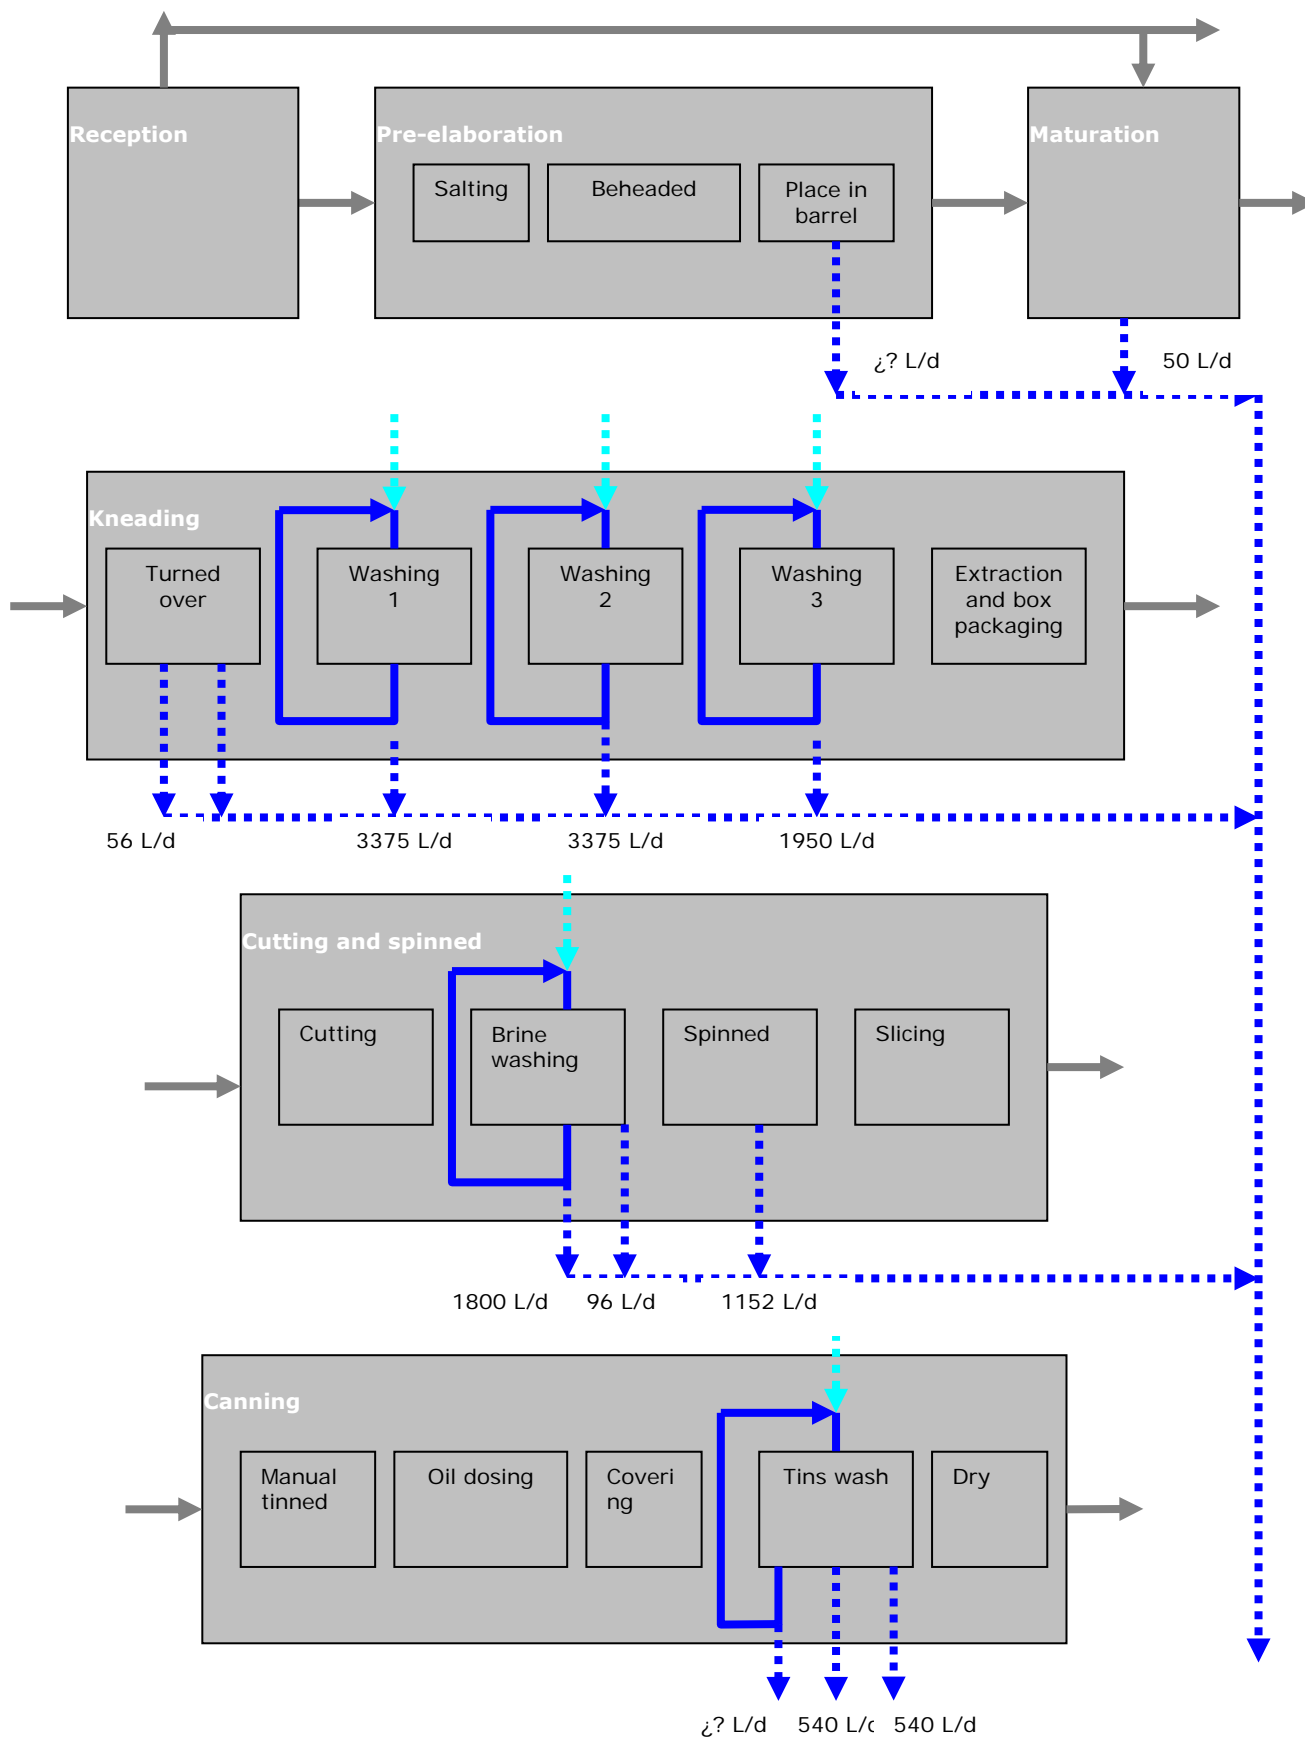 Reception
Pre-elaboration
Maturation
Salting
Beheaded
Place in
barrel
¿? L/d
50 L/d
Kneading
Turned
over
Washing
1
Washing
2
Washing
3
Extraction
and box
packaging
56 L/d
3375 L/d
3375 L/d
1950 L/d
Cutting and spinned
Cutting
Brine
washing
Spinned
Slicing
1800 L/d
96 L/d
1152 L/d
Canning
Manual
tinned
Oil dosing
Coveri
ng
Tins wash
Dry
¿? L/d
540 L/d
540 L/d